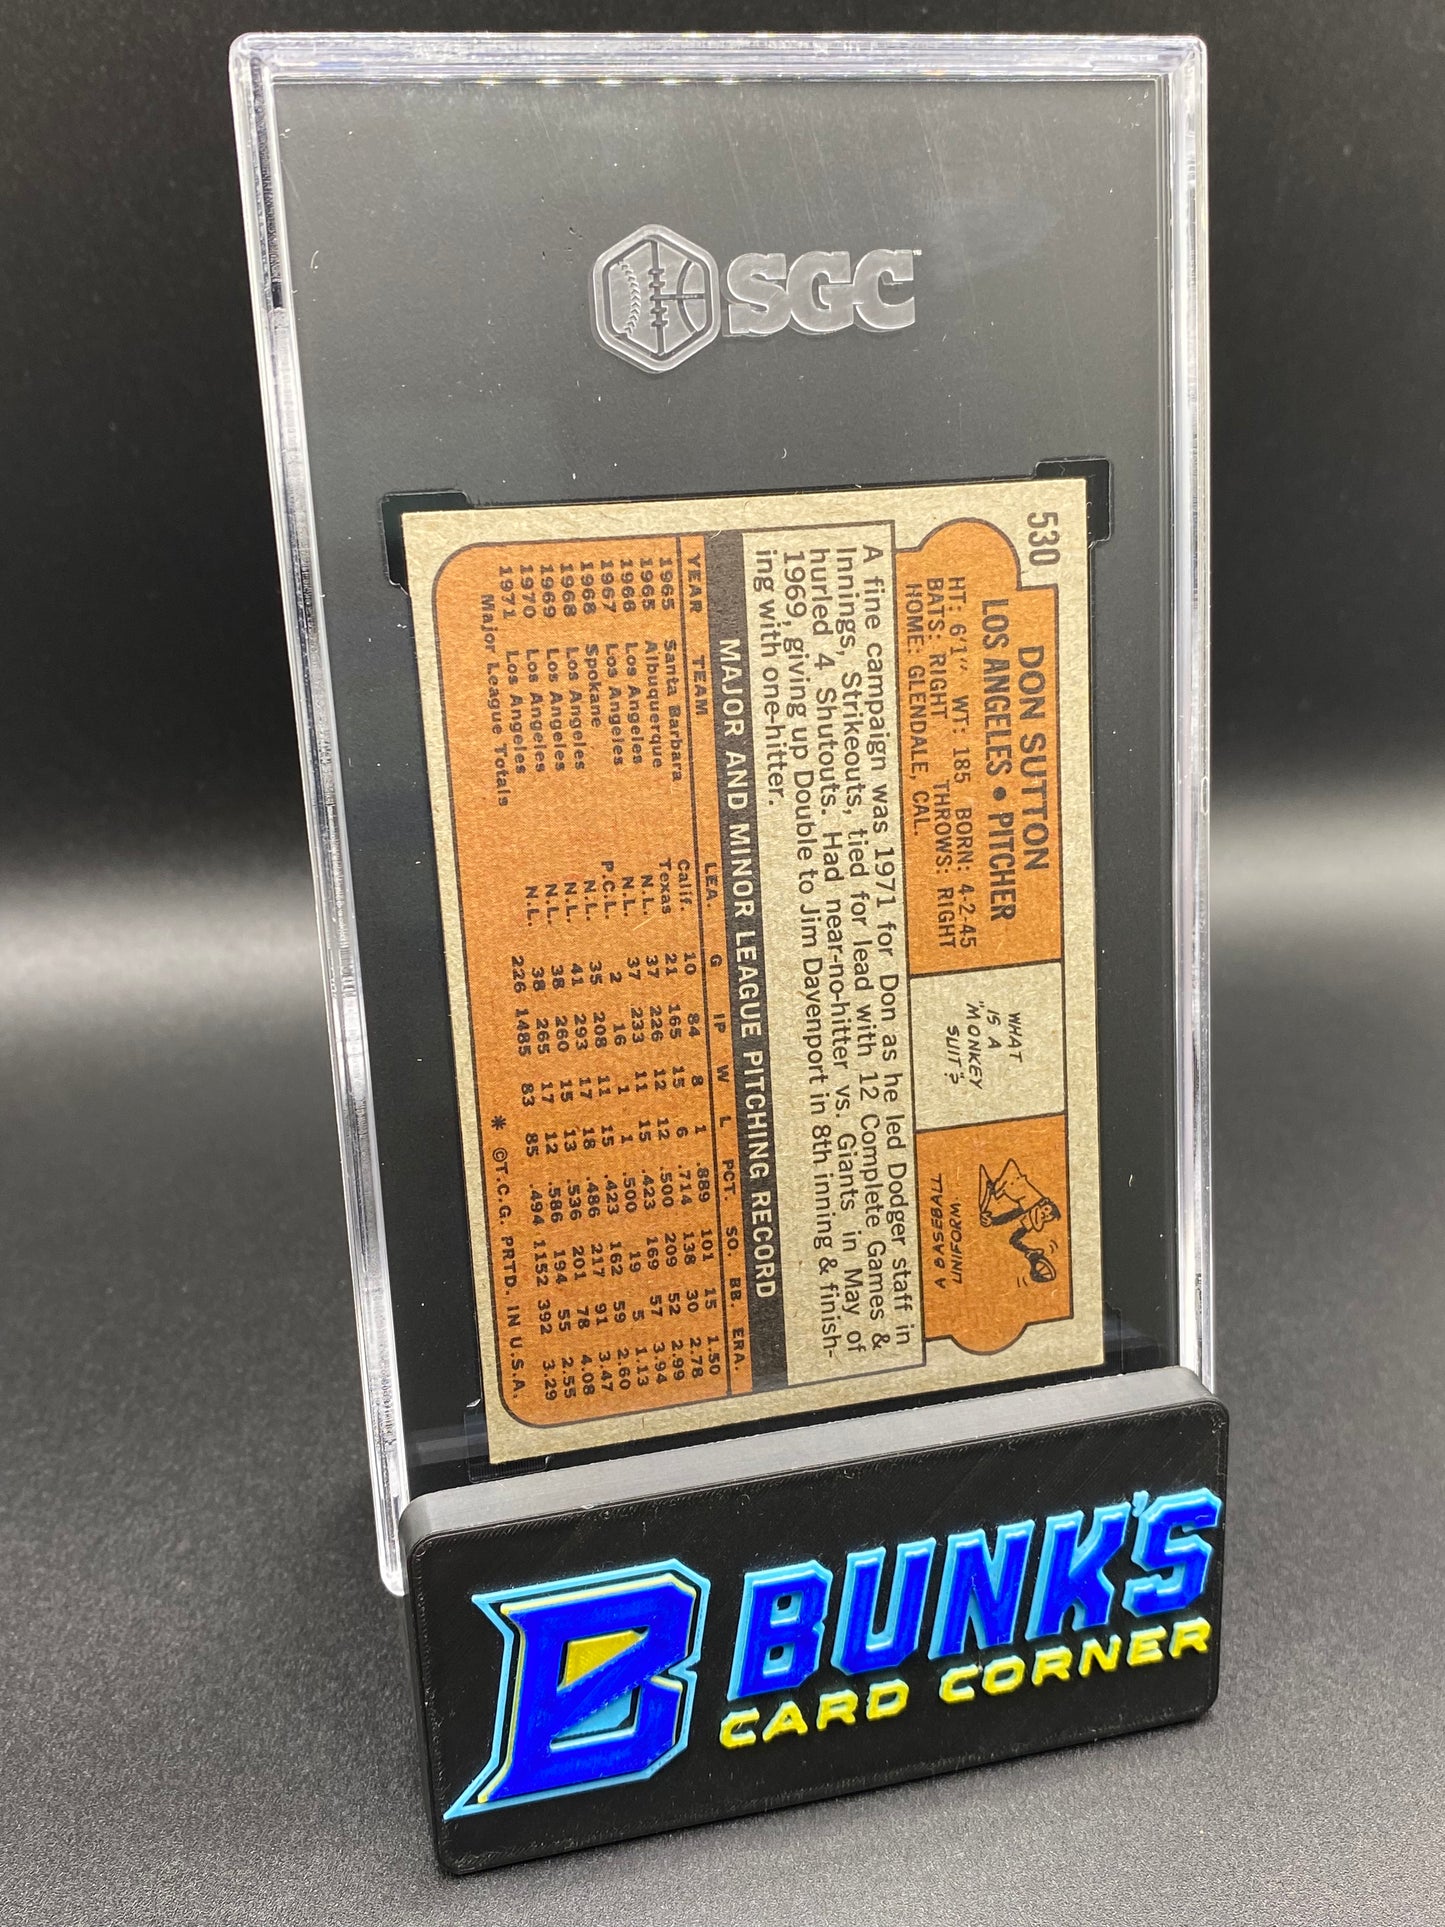 SGC
530
DON SUTTON
LOS ANGELES • PITCHER
HT: 6'1" WT: 185 BORN: 4-2-45
BATS: RIGHT THROWS: RIGHT
HOME: GLENDALE, CAL.
WHAT
IS A
"MONKEY
SUIT"?
A BASEBALL
UNIFORM.
A fine campaign was 1971 for Don as he led Dodger staff in
Innings, Strikeouts, tied for lead with 12 Complete Games &
hurled 4 Shutouts. Had near-no-hitter vs. Giants in May of
1969, giving up Double to Jim Davenport in 8th inning & finish-
ing with one-hitter.
MAJOR AND MINOR LEAGUE PITCHING RECORD
YEAR TEAM LEA. G IP W L PCT. SO. BB. ERA.
1965 Santa Barbara Calif. 10 84 8 1 .889 101 15 1.50
1965 Albuquerque Texas 21 165 15 6 .714 138 30 2.78
1966 Los Angeles N.L. 37 226 12 12 .500 209 52 2.99
1967 Los Angeles N.L. 37 233 11 15 .423 169 57 3.94
1968 Spokane P.C.L. 2 16 1 1 .500 19 5 1.13
1968 Los Angeles N.L. 35 208 11 15 .423 162 59 2.60
1969 Los Angeles N.L. 41 293 17 18 .486 217 91 3.47
1970 Los Angeles N.L. 38 260 15 13 .536 201 78 4.08
1971 Los Angeles N.L. 38 265 17 12 .586 194 55 2.55
Major League Totals 226 1485 83 85 .494 1152 392 3.29
* ©T.C.G. PRTD. IN U.S.A.
B BUNK'S
CARD CORNER